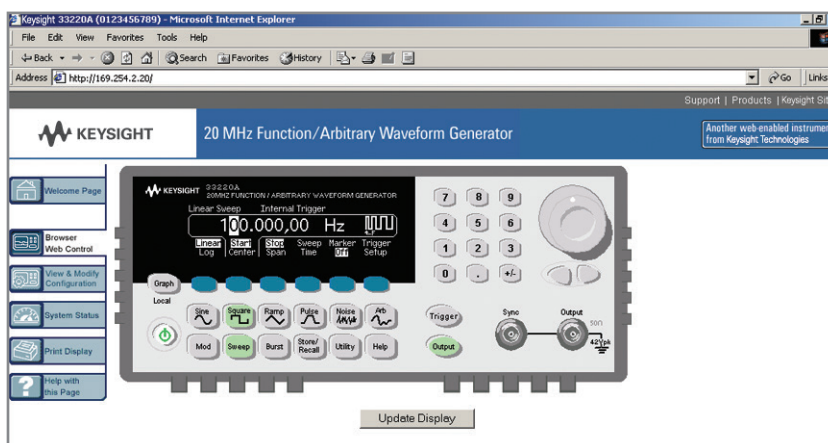 Keysight 33220A (0123456789) - Microsoft Internet Explorer
File Edit View Favorites Tools Help
Back Search Favorites History
Address http://169.254.2.20/ Go Links
Support | Products | Keysight Sit
KEYSIGHT 20 MHz Function/Arbitrary Waveform Generator
Another web-enabled instrumen
from Keysight Technologies
Welcome Page
Browser
Web Control
View & Modify
Configuration
System Status
Print Display
Help with
this Page
KEYSIGHT 33220A
20MHZ FUNCTION / ARBITRARY WAVEFORM GENERATOR
Linear Sweep Internal Trigger
100.000,00 Hz
Linear Start Stop Sweep Marker Trigger
Log Center Span Time Off Setup
Graph
Local
Sine Square Ramp Pulse Noise Arb
Mod Sweep Burst Store/
Recall Utility Help
7 8 9
4 5 6
1 2 3
0 . +/-
Trigger
Output
Sync Output
50Ω
42Vpk
Update Display